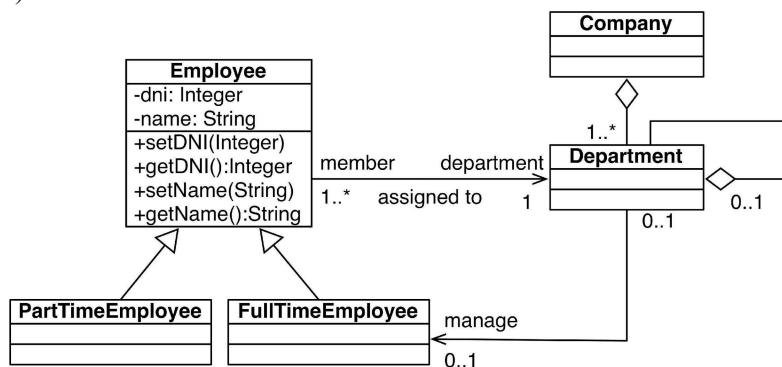 )
Company
Employee
-dni: Integer
-name: String
+setDNI(Integer)
+getDNI():Integer
+setName(String)
+getName():String
1..*
Department
member department
1..* assigned to 1
0..1
0..1
PartTimeEmployee
FullTimeEmployee
manage
0..1